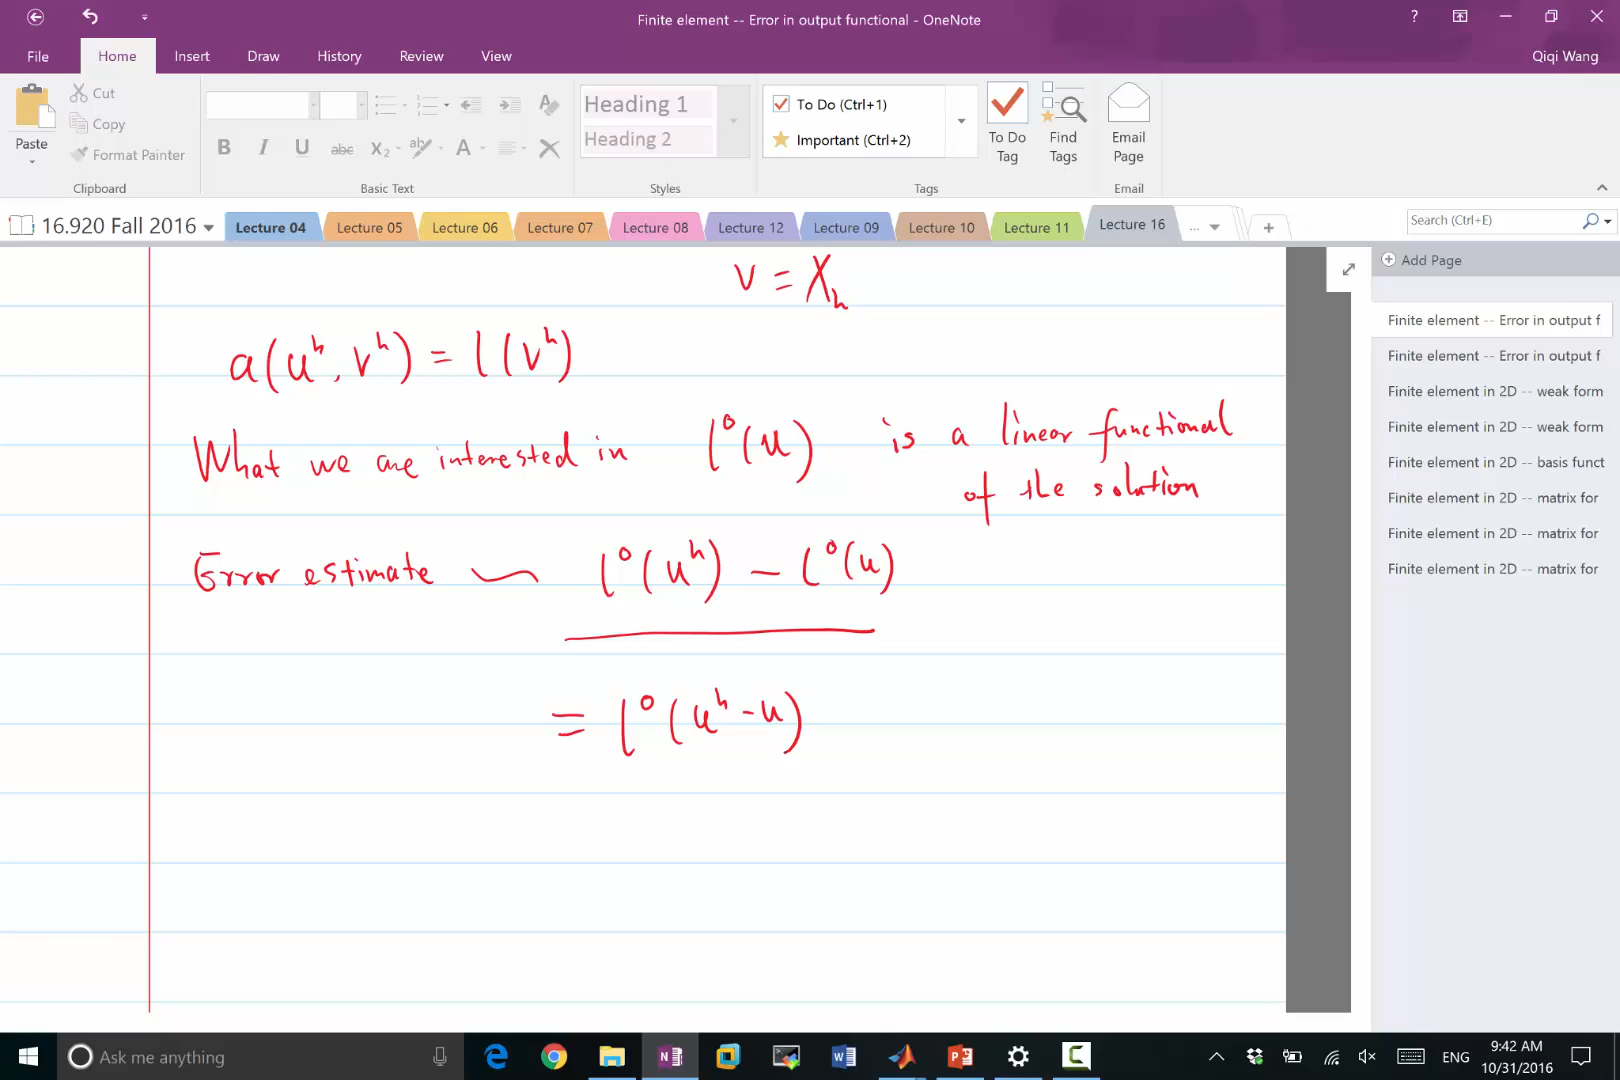 Finite element -- Error in output functional - OneNote
?
File Home Insert Draw History View Qiqi Wang
Paste Cut Copy Format Painter
B I U abc X₂ A
Heading 1
Heading 2
To Do (Ctrl+1)
Important (Ctrl+2)
To Do Tag
Find Tags
Email Page
Clipboard Basic Text Styles Tags Email
16.920 Fall 2016 Lecture 04 Lecture 05 Lecture 06 Lecture 07 Lecture 08 Lecture 12 Lecture 09 Lecture 10 Lecture 11 Lecture 16 ... + Search (Ctrl+E)
Add Page
Finite element -- Error in output f
Finite element -- Error in output f
Finite element in 2D -- weak form
Finite element in 2D -- weak form
Finite element in 2D -- basis funct
Finite element in 2D -- matrix for
Finite element in 2D -- matrix for
Finite element in 2D -- matrix for
v = X_h
a(u^h, v^h) = l(v^h)
What we are interested in l^o(u) is a linear functional
of the solution
Error estimate ~ l^o(u^h) - l^o(u)
= l^o(u^h - u)
Ask me anything
ENG
9:42 AM
10/31/2016